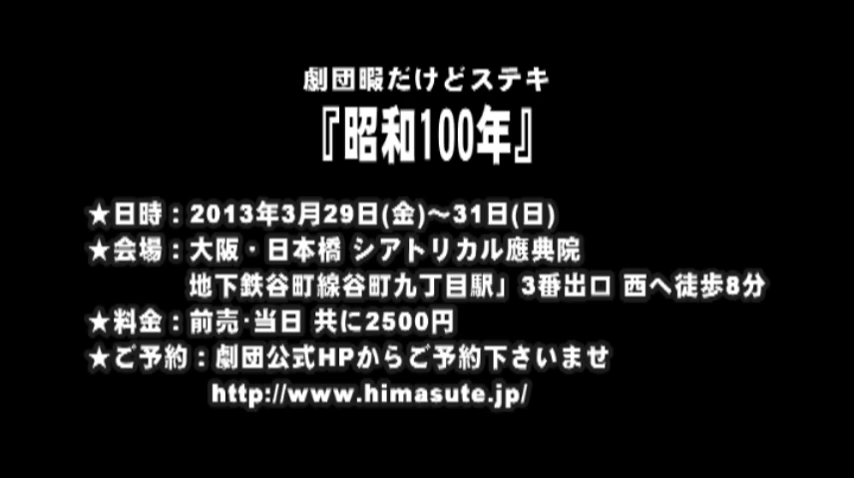 劇団暇だけどステキ
『昭和100年』
★日時：2013年3月29日(金)～31日(日)
★会場：大阪・日本橋 シアトリカル應典院
地下鉄谷町線谷町九丁目駅」3番出口 西へ徒歩8分
★料金：前売･当日 共に2500円
★ご予約：劇団公式HPからご予約下さいませ
http://www.himasute.jp/